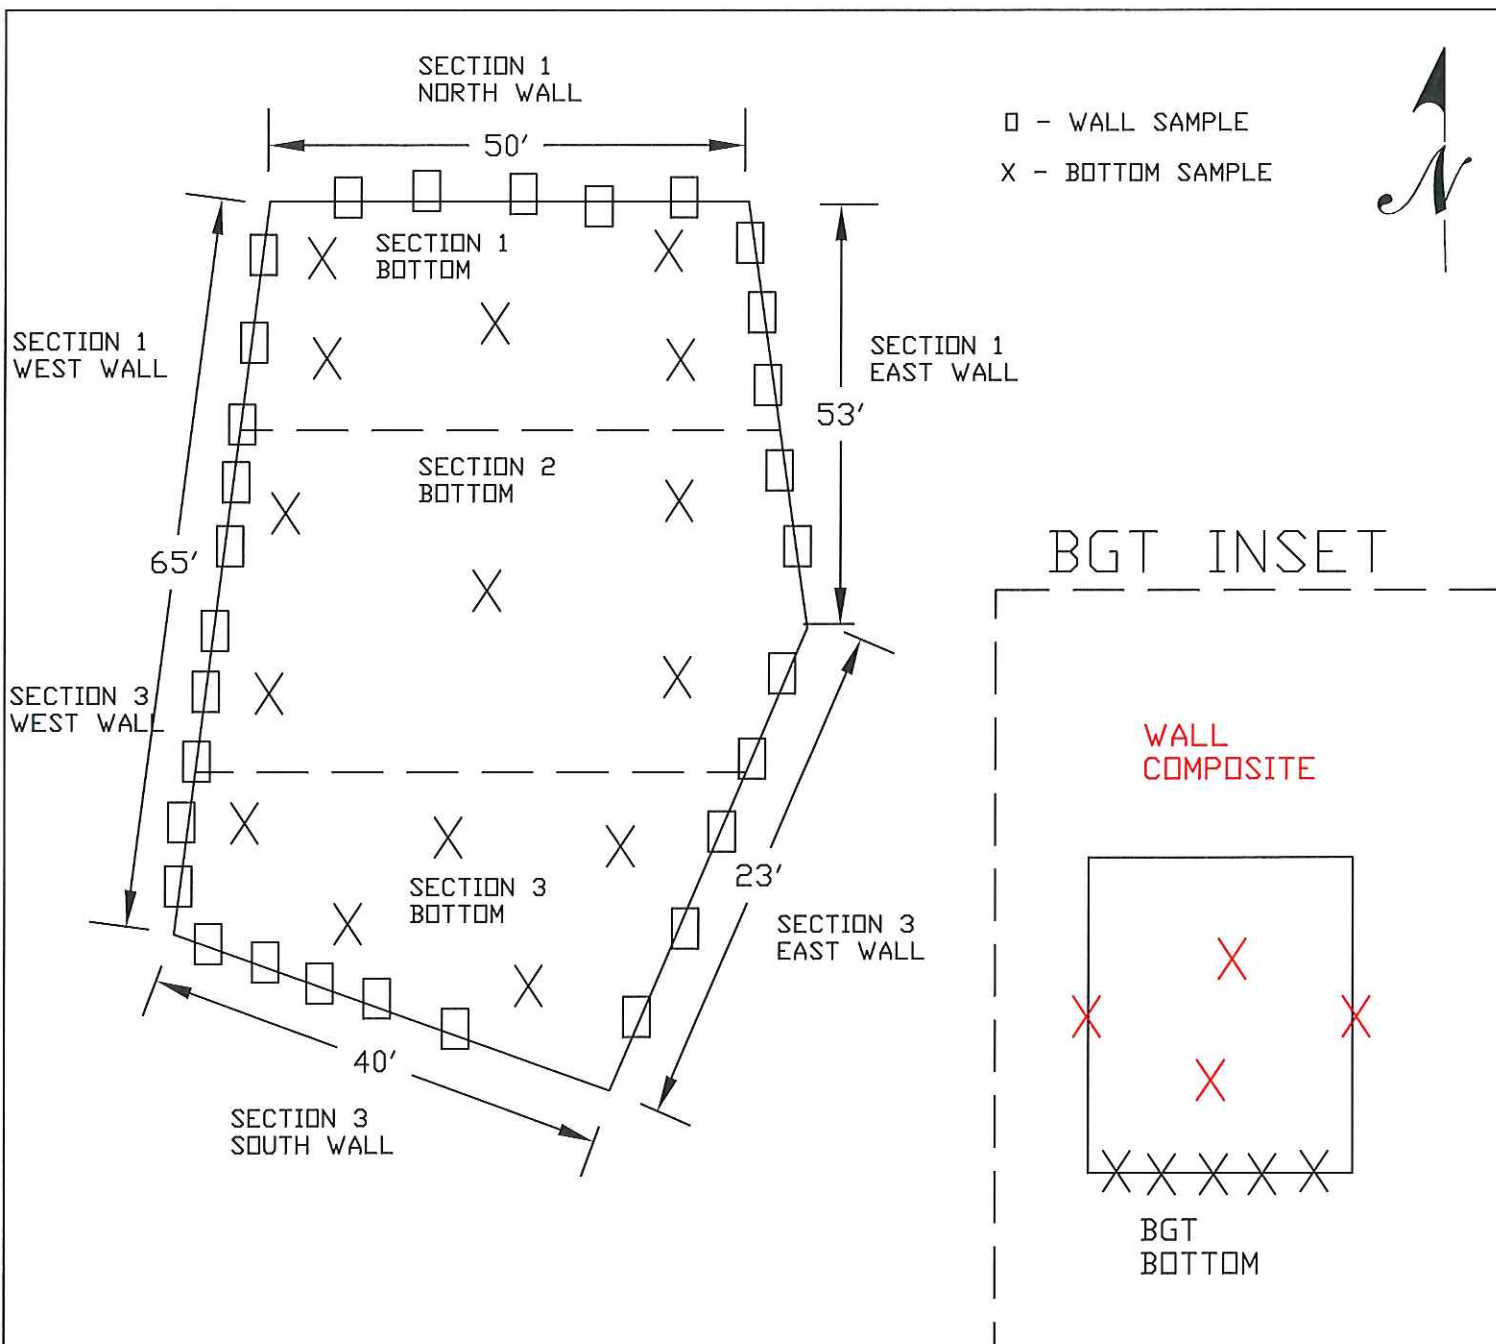 SECTION 1
NORTH WALL
50'
□ - WALL SAMPLE
X - BOTTOM SAMPLE
N
SECTION 1
BOTTOM
SECTION 1
WEST WALL
SECTION 1
EAST WALL
53'
SECTION 2
BOTTOM
65'
BGT INSET
SECTION 3
WEST WALL
WALL
COMPOSITE
23'
SECTION 3
BOTTOM
SECTION 3
EAST WALL
40'
SECTION 3
SOUTH WALL
BGT
BOTTOM